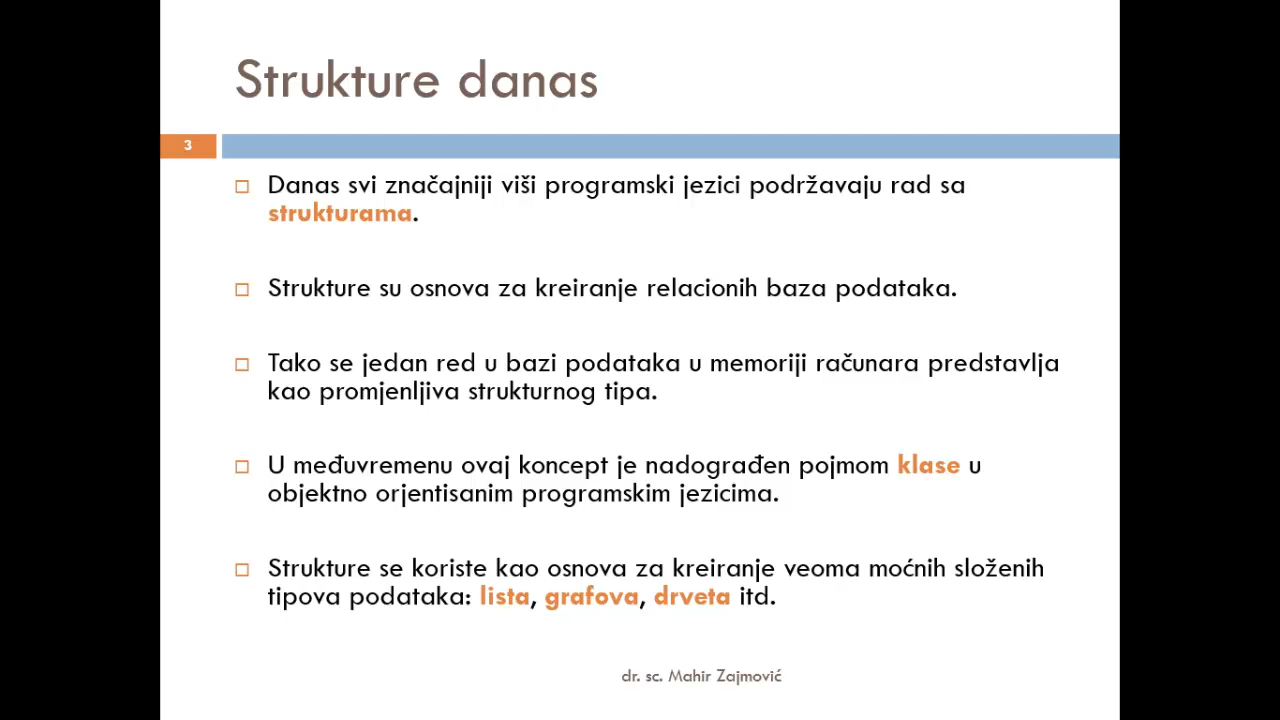 Strukture danas
3
Danas svi značajniji viši programski jezici podržavaju rad sa
strukturama.
Strukture su osnova za kreiranje relacionih baza podataka.
Tako se jedan red u bazi podataka u memoriji računara predstavlja
kao promjenljiva strukturnog tipa.
U međuvremenu ovaj koncept je nadograđen pojmom klase u
objektno orjentisanim programskim jezicima.
Strukture se koriste kao osnova za kreiranje veoma moćnih složenih
tipova podataka: lista, grafova, drveta itd.
dr. sc. Mahir Zajmović